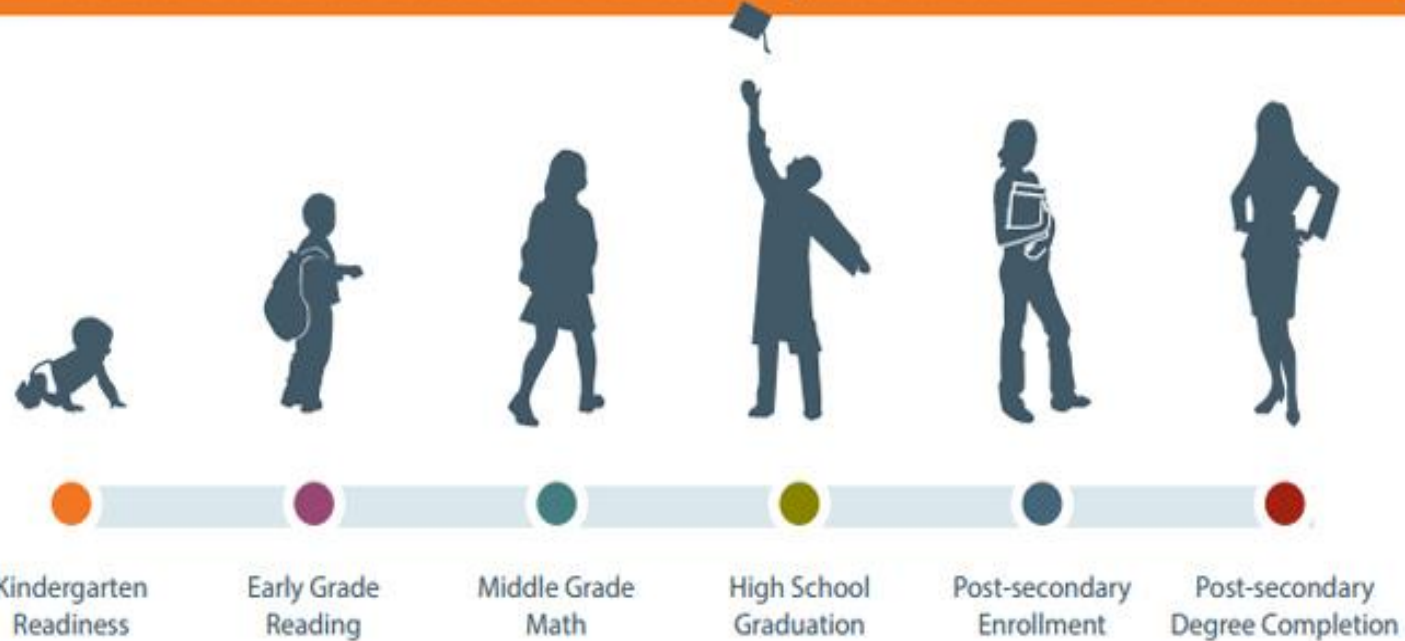 Kindergarten
Readiness
Early Grade
Reading
Middle Grade
Math
High School
Graduation
Post-secondary
Enrollment
Post-secondary
Degree Completion